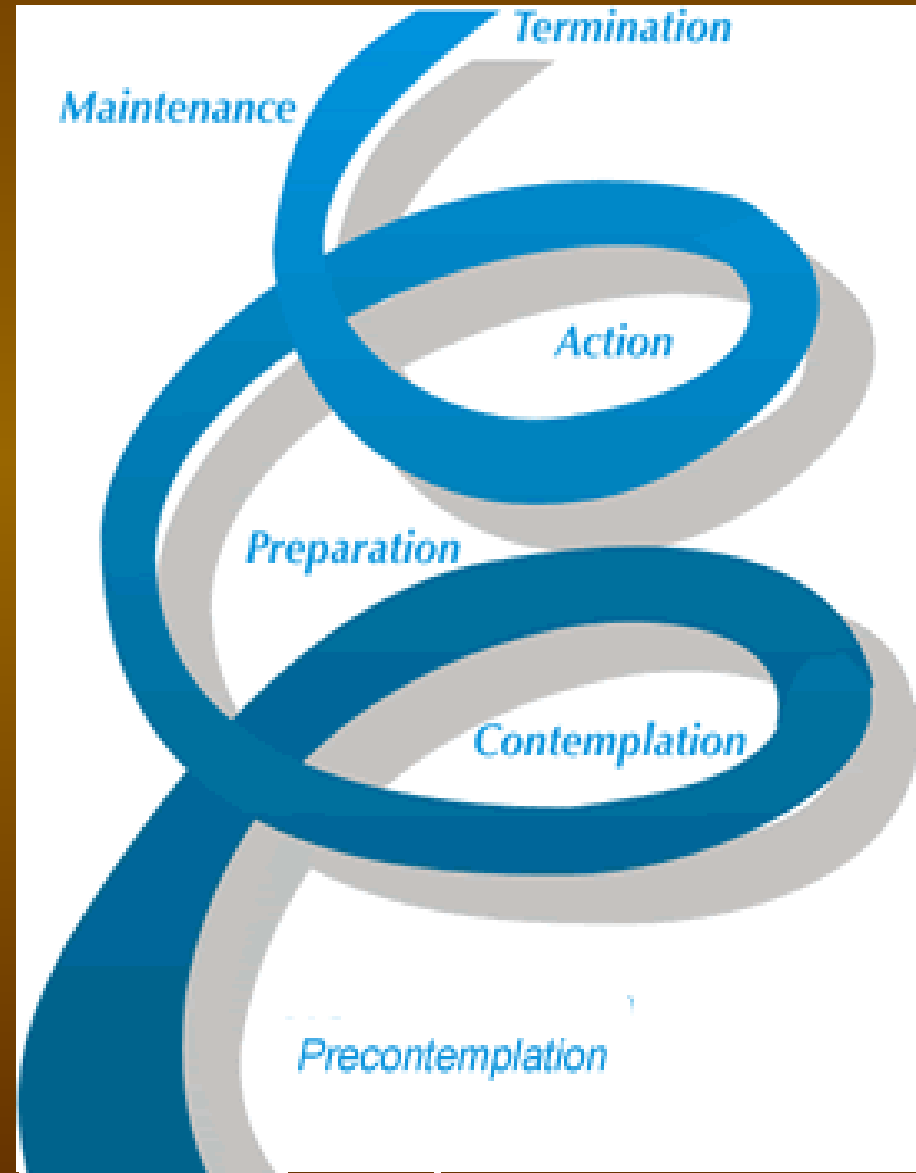 Termination
Maintenance
Action
Preparation
Contemplation
Precontemplation